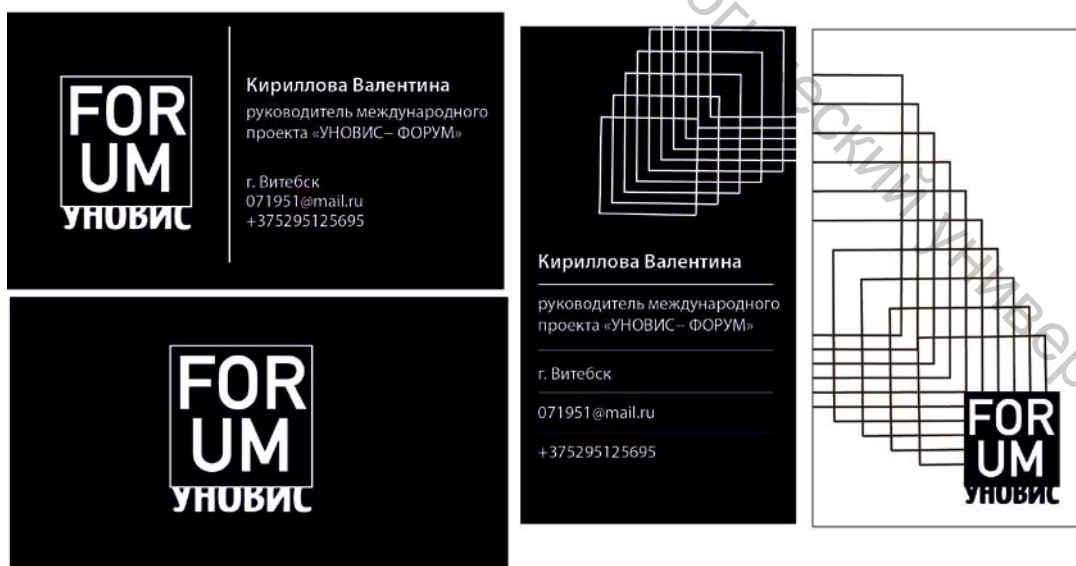 FOR
UM
УНОВИС
Кириллова Валентина
руководитель международного
проекта «УНОВИС– ФОРУМ»
г. Витебск
071951@mail.ru
+375295125695
FOR
UM
УНОВИС
Кириллова Валентина
руководитель международного
проекта «УНОВИС– ФОРУМ»
г. Витебск
071951@mail.ru
+375295125695
FOR
UM
УНОВИС